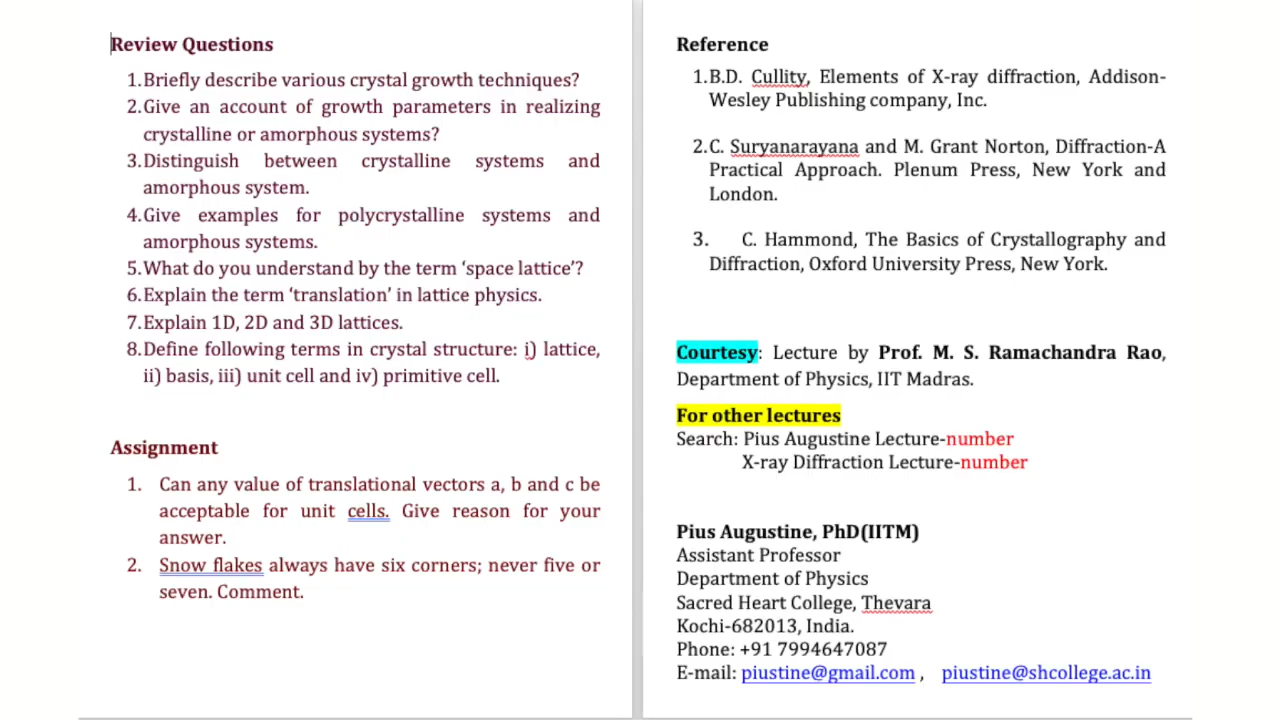 Review Questions
1.Briefly describe various crystal growth techniques?
2.Give an account of growth parameters in realizing
crystalline or amorphous systems?
3.Distinguish between crystalline systems and
amorphous system.
4.Give examples for polycrystalline systems and
amorphous systems.
5.What do you understand by the term ‘space lattice’?
6.Explain the term ‘translation’ in lattice physics.
7.Explain 1D, 2D and 3D lattices.
8.Define following terms in crystal structure: i) lattice,
ii) basis, iii) unit cell and iv) primitive cell.
Assignment
1. Can any value of translational vectors a, b and c be
acceptable for unit cells. Give reason for your
answer.
2. Snow flakes always have six corners; never five or
seven. Comment.
Reference
1.B.D. Cullity, Elements of X-ray diffraction, Addison-
Wesley Publishing company, Inc.
2.C. Suryanarayana and M. Grant Norton, Diffraction-A
Practical Approach. Plenum Press, New York and
London.
3. C. Hammond, The Basics of Crystallography and
Diffraction, Oxford University Press, New York.
Courtesy: Lecture by Prof. M. S. Ramachandra Rao,
Department of Physics, IIT Madras.
For other lectures
Search: Pius Augustine Lecture-number
X-ray Diffraction Lecture-number
Pius Augustine, PhD(IITM)
Assistant Professor
Department of Physics
Sacred Heart College, Thevara
Kochi-682013, India.
Phone: +91 7994647087
E-mail: piustine@gmail.com , piustine@shcollege.ac.in